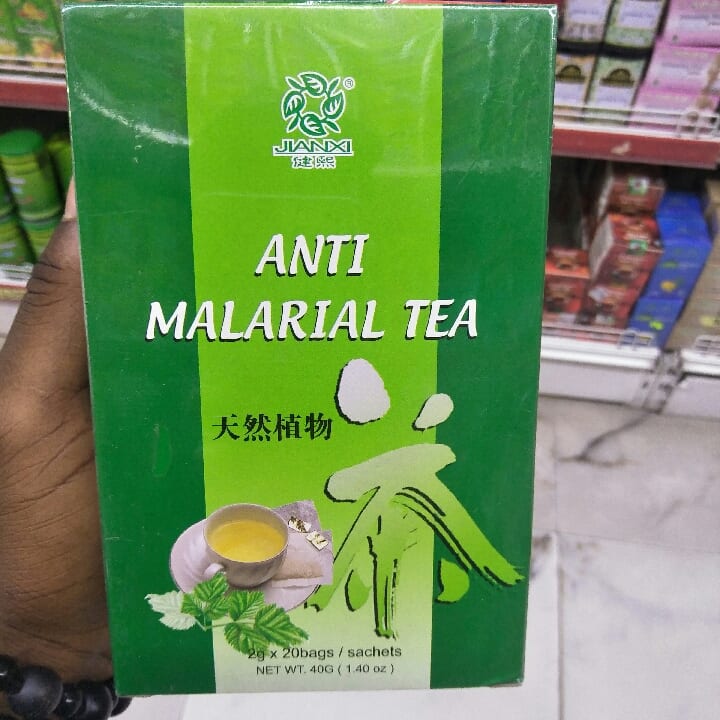 ®
JIANXI
健熙
ANTI
MALARIAL TEA
天然植物
茶
2g x 20bags / sachets
NET WT. 40G ( 1.40 oz )